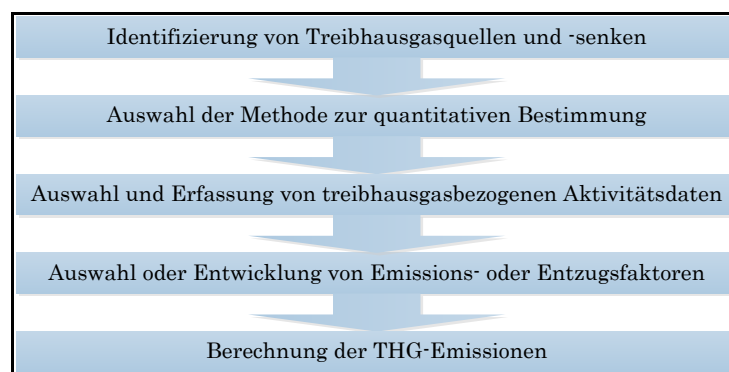 Identifizierung von Treibhausgasquellen und -senken
Auswahl der Methode zur quantitativen Bestimmung
Auswahl und Erfassung von treibhausgasbezogenen Aktivitätsdaten
Auswahl oder Entwicklung von Emissions- oder Entzugsfaktoren
Berechnung der THG-Emissionen